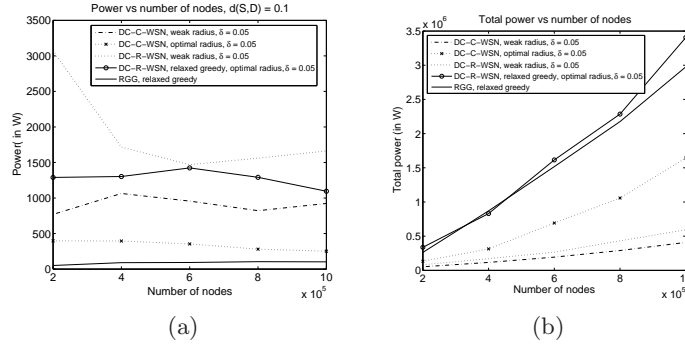 Power vs number of nodes, d(S,D) = 0.1
3500
3000
2500
2000
1500
1000
500
0
Power( in W)
DC-C-WSN, weak radius, δ = 0.05
DC-C-WSN, optimal radius, δ = 0.05
DC-R-WSN, weak radius, δ = 0.05
DC-R-WSN, relaxed greedy, optimal radius, δ = 0.05
RGG, relaxed greedy
2 4 6 8 10
Number of nodes
x 10^5
(a)
Total power vs number of nodes
x 10^6
3.5
3
2.5
2
1.5
1
0.5
0
Total power (in W)
DC-C-WSN, weak radius, δ = 0.05
DC-C-WSN, optimal radius, δ = 0.05
DC-R-WSN, weak radius, δ = 0.05
DC-R-WSN, relaxed greedy, optimal radius, δ = 0.05
RGG, relaxed greedy
2 4 6 8
Number of nodes
x 10^5
(b)